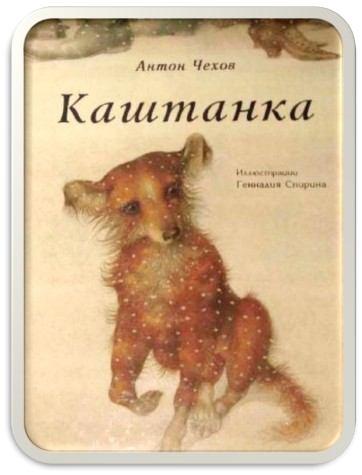 Антон Чехов
Каштанка
Иллюстрации
Геннадия Спирина